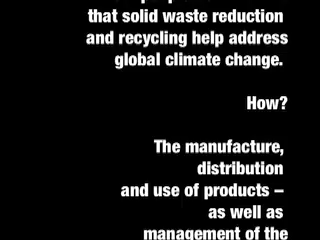 that solid waste reduction
and recycling help address
global climate change.
How?
The manufacture,
distribution
and use of products –
as well as
management of the